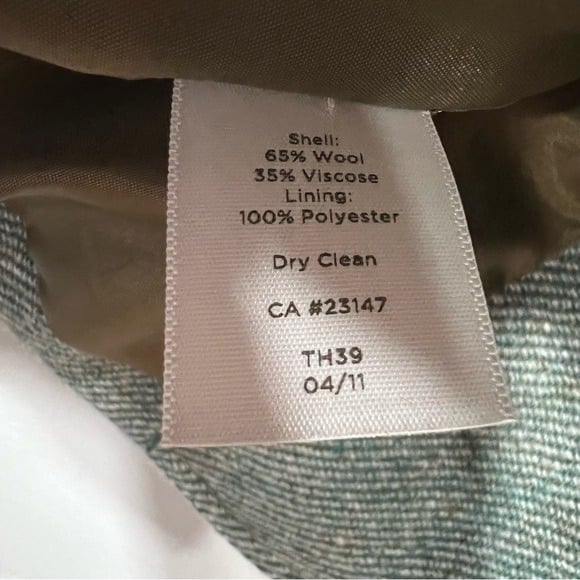 Shell:
65% Wool
35% Viscose
Lining:
100% Polyester
Dry Clean
CA #23147
TH39
04/11